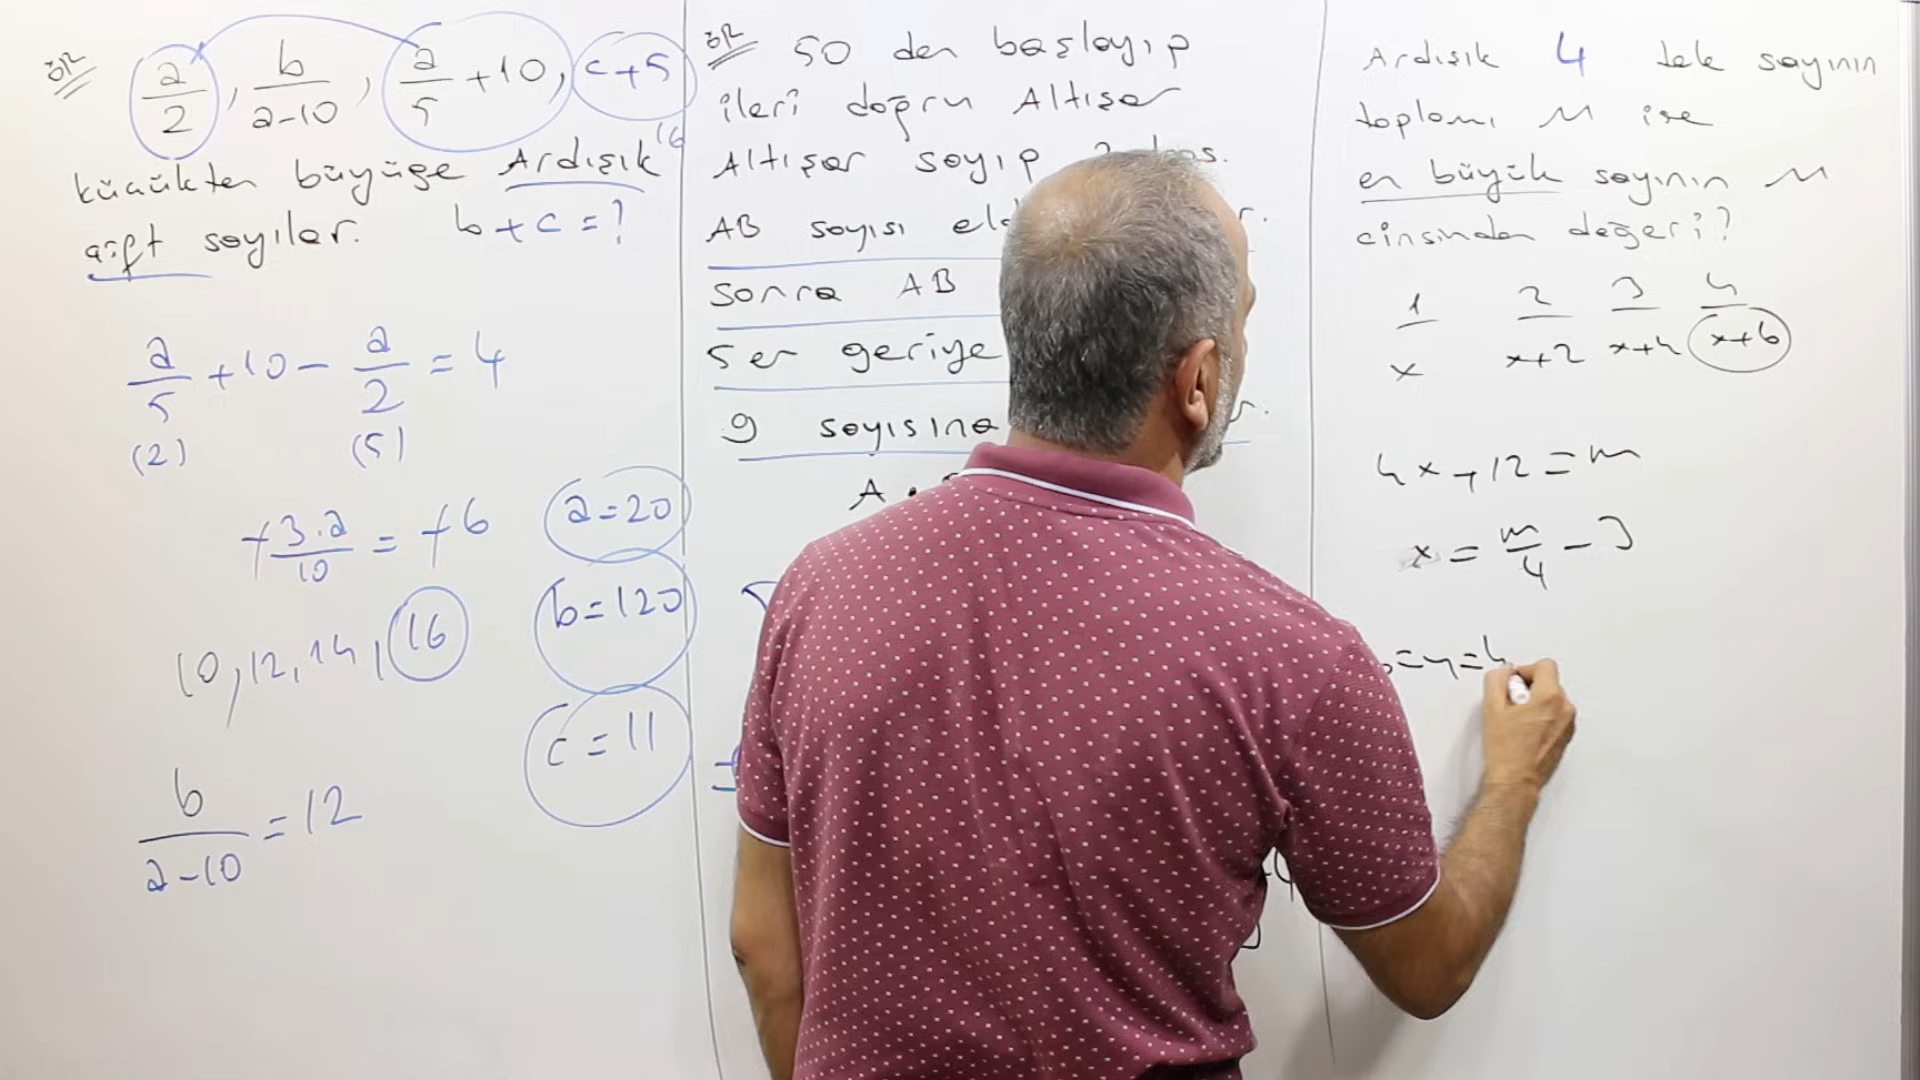 ÖR a/2, b/(a-10), a/5 + 10, c+5
16
küçükten büyüğe Ardışık
çift sayılar. b+c=?
a/5 + 10 - a/2 = 4
(2) (5)
+3.a/10 = +6
10, 12, 14, 16
b/(a-10) = 12
a=20
b=120
c=11
ÖR 50 den başlayıp
ileri doğru Altışar
Altışar sayıp
AB sayısı
sonra AB
5er geriye
9 sayısına
A.
Ardışık 4 tek sayının
toplamı M ise
en büyük sayının M
cinsinden değeri?
1 2 3 4
x x+2 x+4 x+6
4x+12=m
x = m/4 - 3